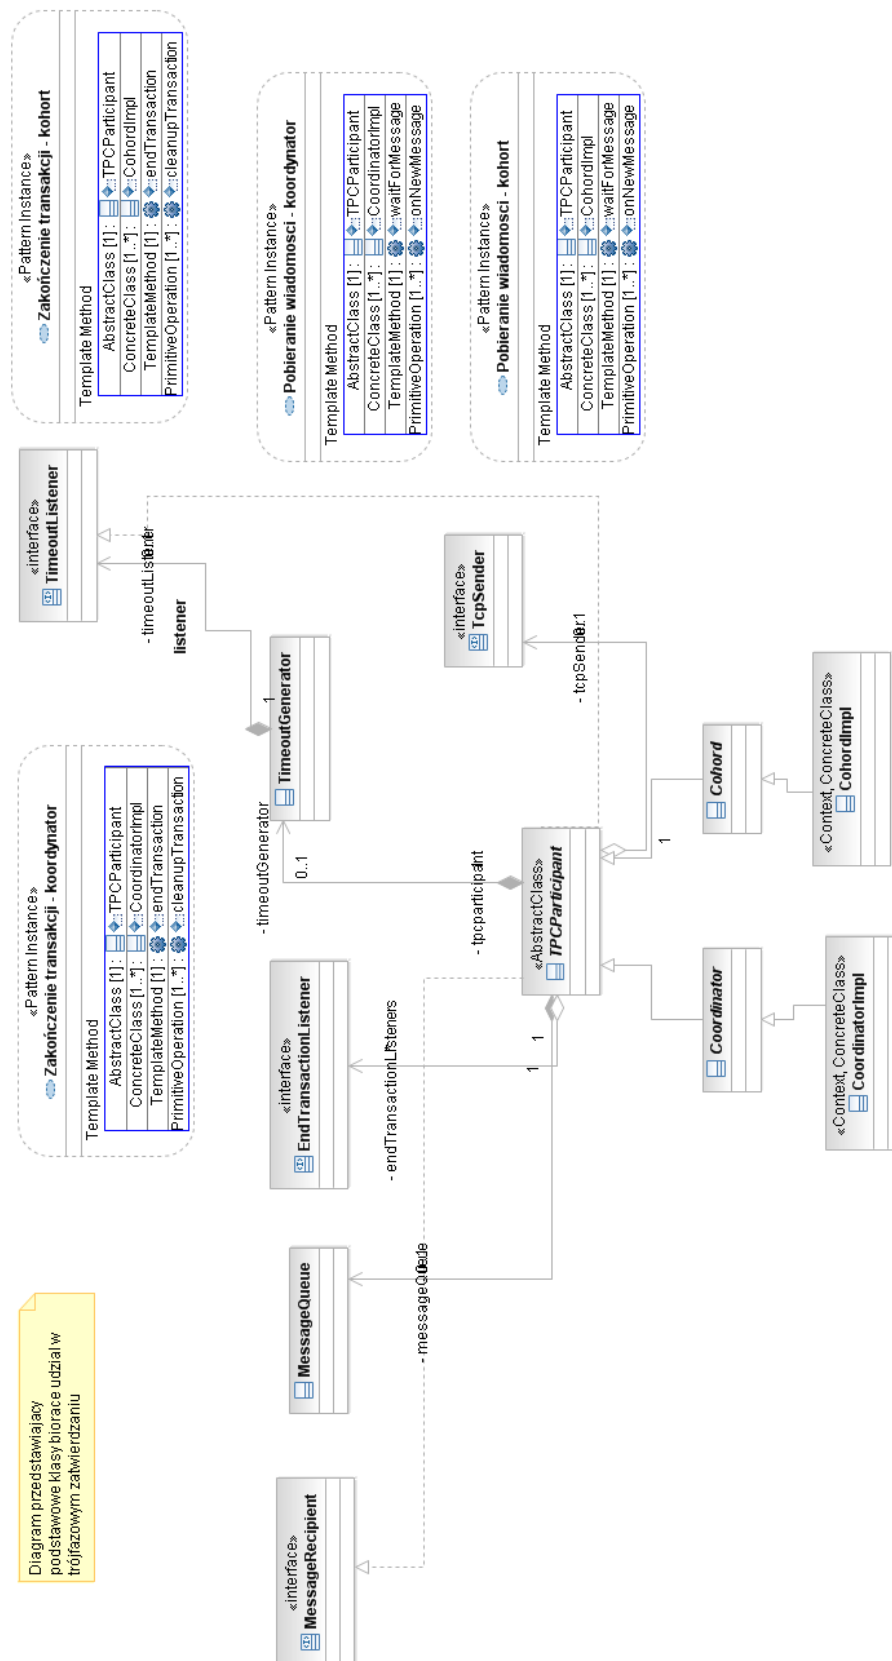 Diagram przedstawiajacy
podstawowe klasy biorace udzial w
trójfazowym zatwierdzaniu
«Pattern Instance»
Zakończenie transakcji - koordynator
Template Method
AbstractClass [1] : ...:TPCParticipant
ConcreteClass [1..*] : ...:CoordinatorImpl
TemplateMethod [1] : ...:endTransaction
PrimitiveOperation [1..*] : ...:cleanupTransaction
«interface»
TimeoutListener
«Pattern Instance»
Zakończenie transakcji - kohort
Template Method
AbstractClass [1] : ...:TPCParticipant
ConcreteClass [1..*] : ...:CohordImpl
TemplateMethod [1] : ...:endTransaction
PrimitiveOperation [1..*] : ...:cleanupTransaction
- timeoutListener
0..1
listener
1
«interface»
MessageRecipient
MessageQueue
«interface»
EndTransactionListener
- timeoutGenerator
0..1
TimeoutGenerator
«Pattern Instance»
Pobieranie wiadomosci - koordynator
Template Method
AbstractClass [1] : ...:TPCParticipant
ConcreteClass [1..*] : ...:CoordinatorImpl
TemplateMethod [1] : ...:waitForMessage
PrimitiveOperation [1..*] : ...:onNewMessage
- endTransactionListeners
- messageQueue
- tpcparticipant
«interface»
TcpSender
«Pattern Instance»
Pobieranie wiadomosci - kohort
Template Method
AbstractClass [1] : ...:TPCParticipant
ConcreteClass [1..*] : ...:CohordImpl
TemplateMethod [1] : ...:waitForMessage
PrimitiveOperation [1..*] : ...:onNewMessage
1
1
«AbstractClass»
TPCParticipant
- tcpSender
0..1
1
Coordinator
Cohord
«Context, ConcreteClass»
CoordinatorImpl
«Context, ConcreteClass»
CohordImpl